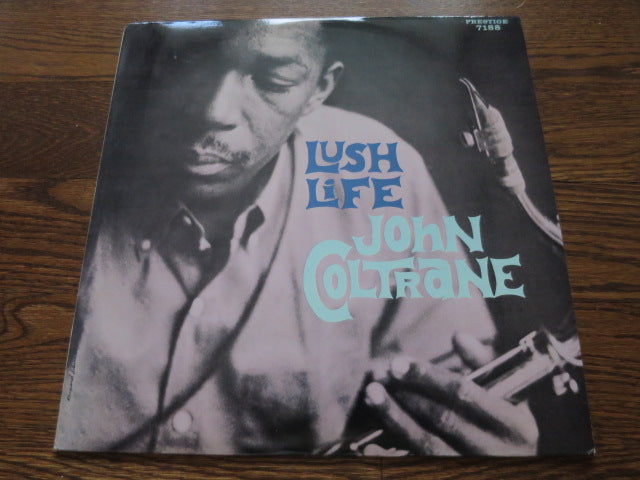 PRESTIGE
7188
LUSH
LiFE
JOhN
COLTRANE